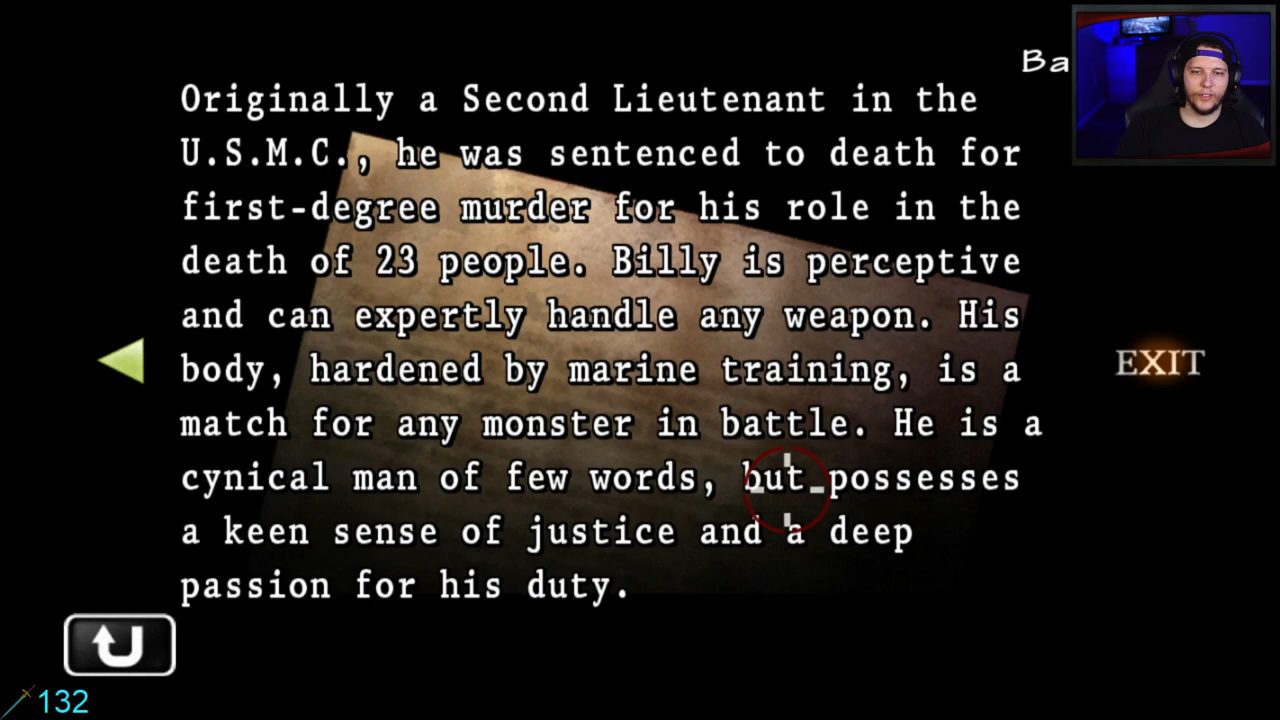 Ba
Originally a Second Lieutenant in the
U.S.M.C., he was sentenced to death for
first-degree murder for his role in the
death of 23 people. Billy is perceptive
and can expertly handle any weapon. His
body, hardened by marine training, is a
match for any monster in battle. He is a
cynical man of few words, but possesses
a keen sense of justice and a deep
passion for his duty.
EXIT
132